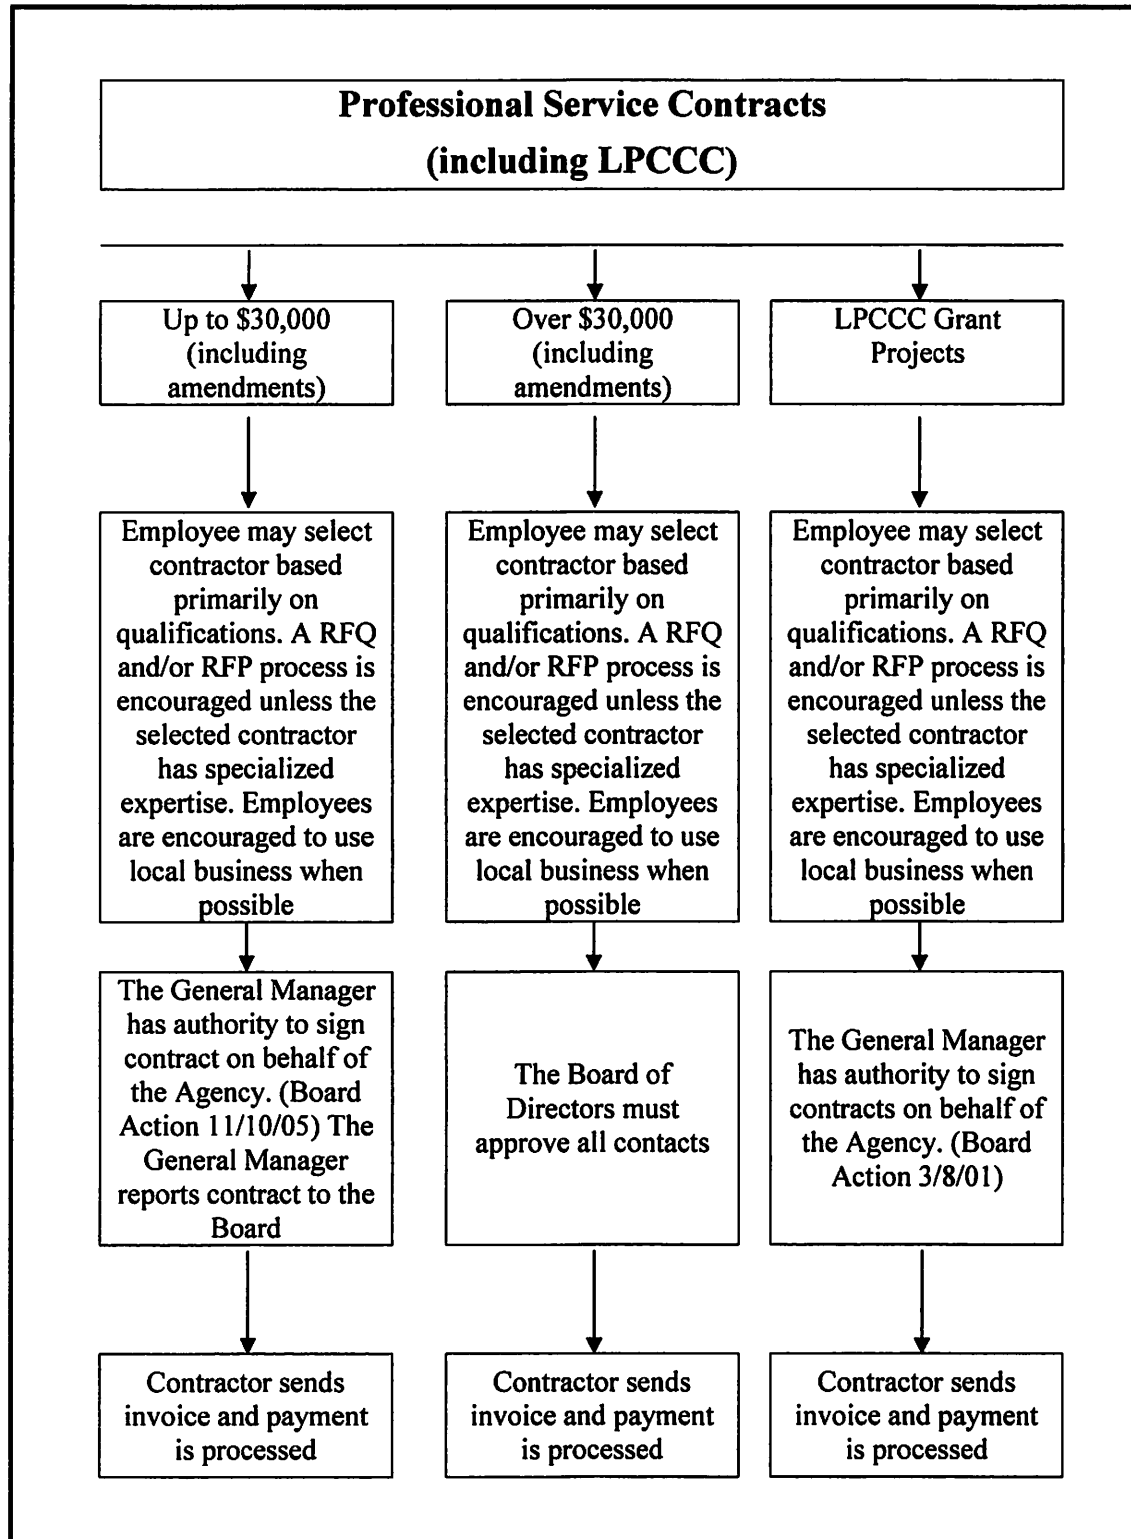 Professional Service Contracts
(including LPCCC)
Up to $30,000
(including
amendments)
Over $30,000
(including
amendments)
LPCCC Grant
Projects
Employee may select
contractor based
primarily on
qualifications. A RFQ
and/or RFP process is
encouraged unless the
selected contractor
has specialized
expertise. Employees
are encouraged to use
local business when
possible
Employee may select
contractor based
primarily on
qualifications. A RFQ
and/or RFP process is
encouraged unless the
selected contractor
has specialized
expertise. Employees
are encouraged to use
local business when
possible
Employee may select
contractor based
primarily on
qualifications. A RFQ
and/or RFP process is
encouraged unless the
selected contractor
has specialized
expertise. Employees
are encouraged to use
local business when
possible
The General Manager
has authority to sign
contract on behalf of
the Agency. (Board
Action 11/10/05) The
General Manager
reports contract to the
Board
The Board of
Directors must
approve all contacts
The General Manager
has authority to sign
contracts on behalf of
the Agency. (Board
Action 3/8/01)
Contractor sends
invoice and payment
is processed
Contractor sends
invoice and payment
is processed
Contractor sends
invoice and payment
is processed